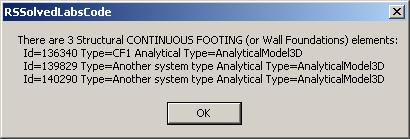 RSSolvedLabsCode
There are 3 Structural CONTINUOUS FOOTING (or Wall Foundations) elements:
Id=136340 Type=CF1 Analytical Type=AnalyticalModel3D
Id=139829 Type=Another system type Analytical Type=AnalyticalModel3D
Id=140290 Type=Another system type Analytical Type=AnalyticalModel3D
OK